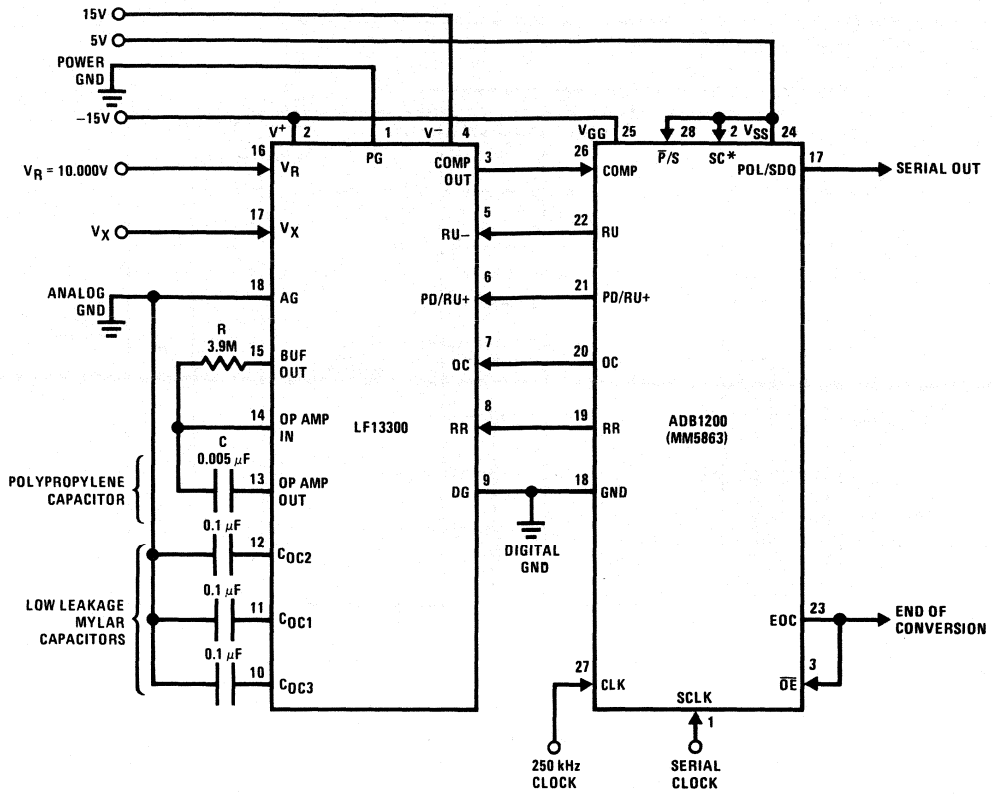 15V
5V
POWER
GND
−15V
V+ 2
1
V− 4
VGG 25
28
2
VSS 24
PG
P̅/S
SC*
16
VR = 10.000V
VR
COMP
OUT
3
26
COMP
POL/SDO
17
SERIAL OUT
17
VX
VX
RU−
5
22
RU
ANALOG
GND
18
AG
PD/RU+
6
21
PD/RU+
R
3.9M
15
BUF
OUT
OC
7
20
OC
14
OP AMP
IN
LF13300
RR
8
19
RR
ADB1200
(MM5863)
C
0.005 µF
POLYPROPYLENE
CAPACITOR
13
OP AMP
OUT
DG
9
18
GND
DIGITAL
GND
0.1 µF
12
COC2
LOW LEAKAGE
MYLAR
CAPACITORS
0.1 µF
11
COC1
EOC
23
END OF
CONVERSION
0.1 µF
10
COC3
27
CLK
3
O̅E̅
SCLK
1
250 kHz
CLOCK
SERIAL
CLOCK